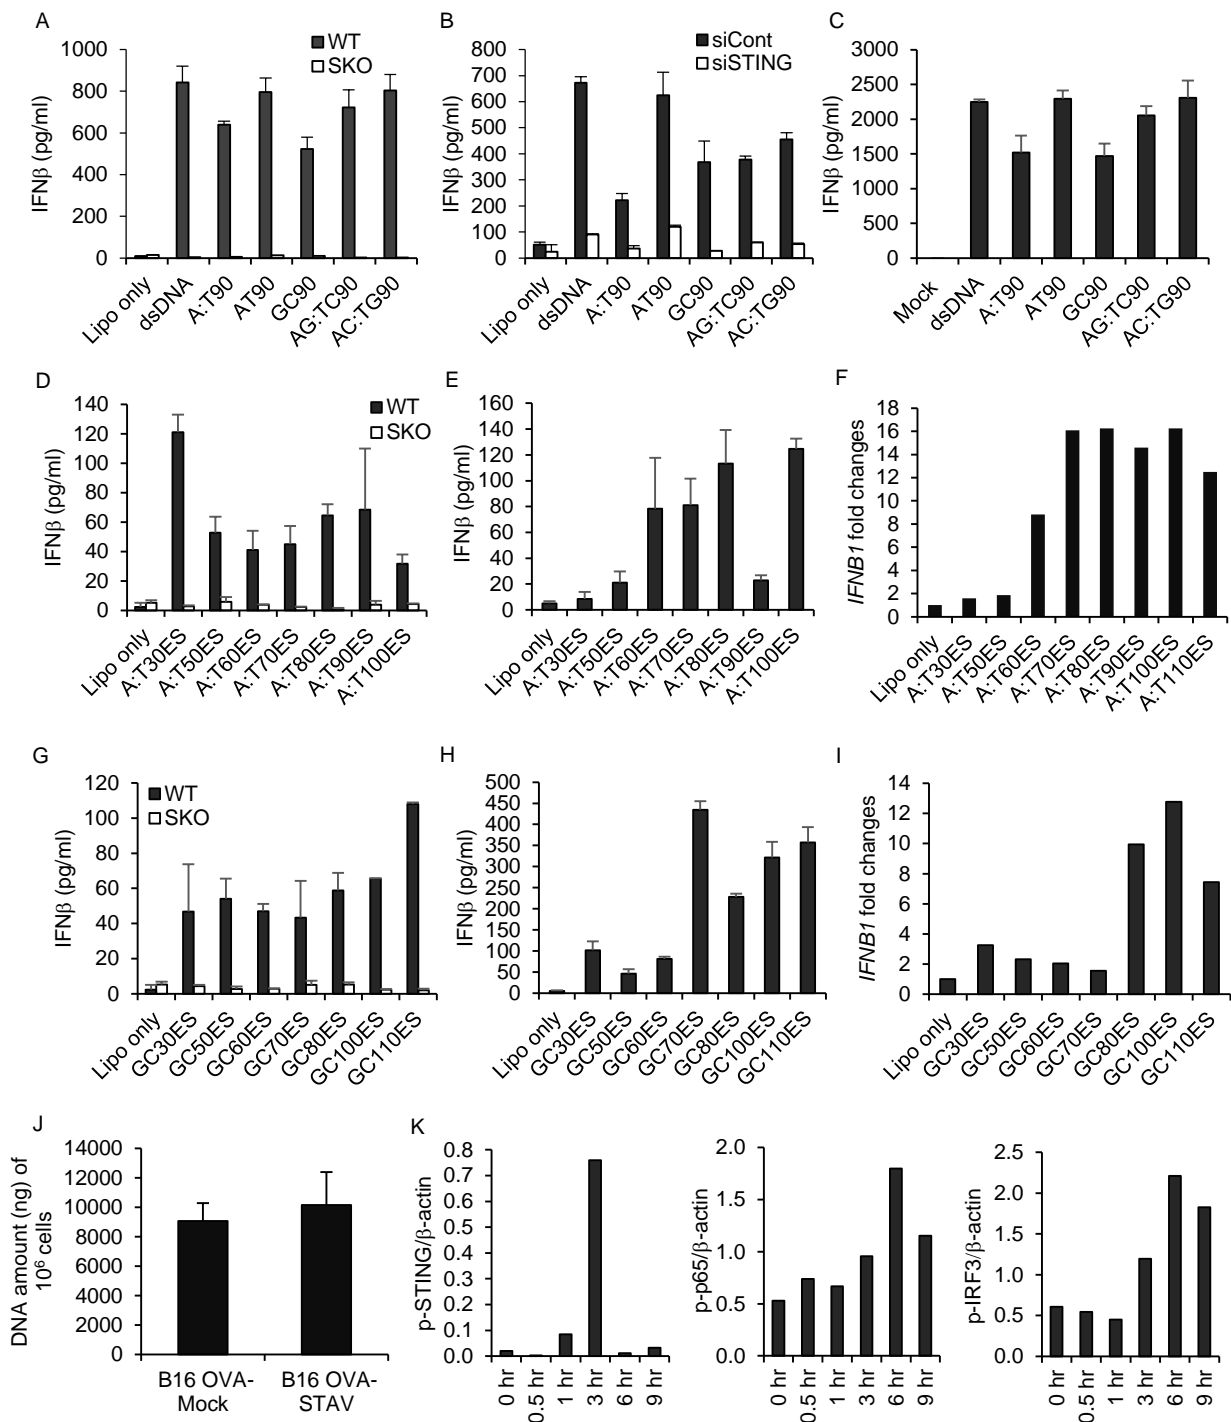 A
WT
SKO
IFNβ (pg/ml)
1000
800
600
400
200
0
Lipo only
dsDNA
A:T90
AT90
GC90
AG:TC90
AC:TG90
B
siCont
siSTING
IFNβ (pg/ml)
800
700
600
500
400
300
200
100
0
Lipo only
dsDNA
A:T90
AT90
GC90
AG:TC90
AC:TG90
C
IFNβ (pg/ml)
3000
2500
2000
1500
1000
500
0
Mock
dsDNA
A:T90
AT90
GC90
AG:TC90
AC:TG90
D
WT
SKO
IFNβ (pg/ml)
140
120
100
80
60
40
20
0
Lipo only
A:T30ES
A:T50ES
A:T60ES
A:T70ES
A:T80ES
A:T90ES
A:T100ES
E
IFNβ (pg/ml)
160
140
120
100
80
60
40
20
0
Lipo only
A:T30ES
A:T50ES
A:T60ES
A:T70ES
A:T80ES
A:T90ES
A:T100ES
F
IFNB1 fold changes
18
16
14
12
10
8
6
4
2
0
Lipo only
A:T30ES
A:T50ES
A:T60ES
A:T70ES
A:T80ES
A:T90ES
A:T100ES
A:T110ES
G
WT
SKO
IFNβ (pg/ml)
120
100
80
60
40
20
0
Lipo only
GC30ES
GC50ES
GC60ES
GC70ES
GC80ES
GC100ES
GC110ES
H
IFNβ (pg/ml)
500
450
400
350
300
250
200
150
100
50
0
Lipo only
GC30ES
GC50ES
GC60ES
GC70ES
GC80ES
GC100ES
GC110ES
I
IFNB1 fold changes
14
12
10
8
6
4
2
0
Lipo only
GC30ES
GC50ES
GC60ES
GC70ES
GC80ES
GC100ES
GC110ES
J
DNA amount (ng) of
10⁶ cells
14000
12000
10000
8000
6000
4000
2000
0
B16 OVA-
Mock
B16 OVA-
STAV
K
p-STING/β-actin
0.8
0.7
0.6
0.5
0.4
0.3
0.2
0.1
0.0
0 hr
0.5 hr
1 hr
3 hr
6 hr
9 hr
p-p65/β-actin
2.0
1.5
1.0
0.5
0.0
0 hr
0.5 hr
1 hr
3 hr
6 hr
9 hr
p-IRF3/β-actin
2.5
2.0
1.5
1.0
0.5
0.0
0 hr
0.5 hr
1 hr
3 hr
6 hr
9 hr